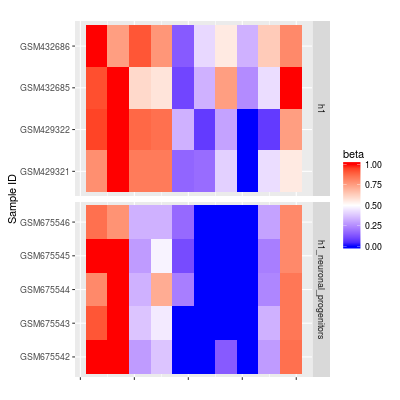 GSM432686
GSM432685
GSM429322
GSM429321
h1
GSM675546
GSM675545
GSM675544
GSM675543
GSM675542
h1_neuronal_progenitors
Sample ID
beta
1.00
0.75
0.50
0.25
0.00